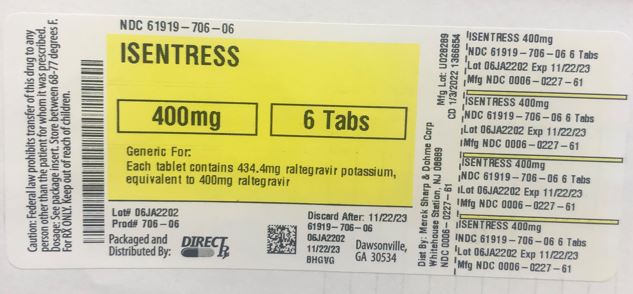 NDC 61919-706-06
Caution: Federal law prohibits transfer of this drug to any
person other than the patient for whom it was prescribed.
Dosage: See package insert. Store between 68-77 degrees F.
For RX ONLY. Keep out of reach of children.
ISENTRESS
400mg
6 Tabs
Generic For:
Each tablet contains 434.4mg raltegravir potassium,
equivalent to 400mg raltegravir
Lot# 06JA2202
Prod# 706-06
Packaged and
Distributed By:
DIRECT Rx
Discard After: 11/22/23
61919-706-06
06JA2202
11/22/23
BHGVG
Dawsonville,
GA 30534
Mfg Lot: U028289
CD 1/3/2022 1366654
Dist By: Merck Sharp & Dohme Corp
Whitehouse Station, NJ 08889
NDC 0006-0227-61
ISENTRESS 400mg
NDC 61919-706-06 6 Tabs
Lot 06JA2202 Exp 11/22/23
Mfg NDC 0006-0227-61
ISENTRESS 400mg
NDC 61919-706-06 6 Tabs
Lot 06JA2202 Exp 11/22/23
Mfg NDC 0006-0227-61
ISENTRESS 400mg
NDC 61919-706-06 6 Tabs
Lot 06JA2202 Exp 11/22/23
Mfg NDC 0006-0227-61
ISENTRESS 400mg
NDC 61919-706-06 6 Tabs
Lot 06JA2202 Exp 11/22/23
Mfg NDC 0006-0227-61